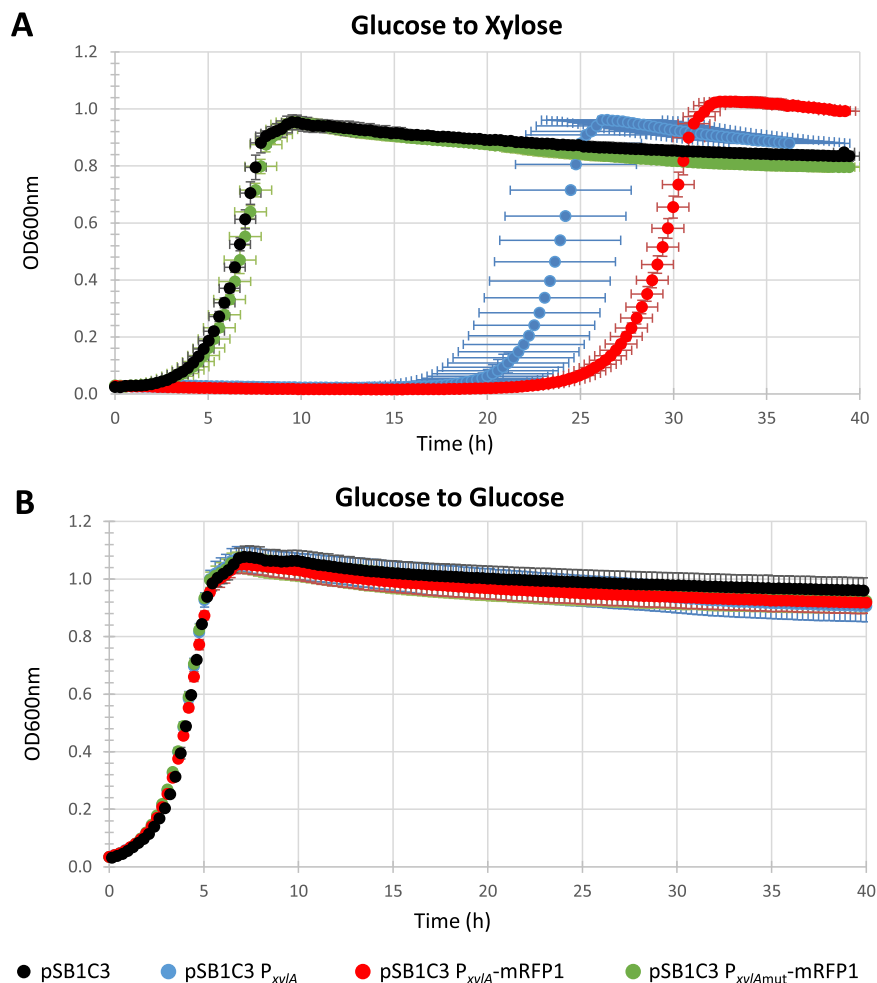 A
Glucose to Xylose
1.2
1.0
0.8
0.6
0.4
0.2
0.0
OD600nm
0 5 10 15 20 25 30 35 40
Time (h)
B
Glucose to Glucose
1.2
1.0
0.8
0.6
0.4
0.2
0.0
OD600nm
0 5 10 15 20 25 30 35 40
Time (h)
pSB1C3 pSB1C3 PxylA pSB1C3 PxylA-mRFP1 pSB1C3 PxylAmut-mRFP1